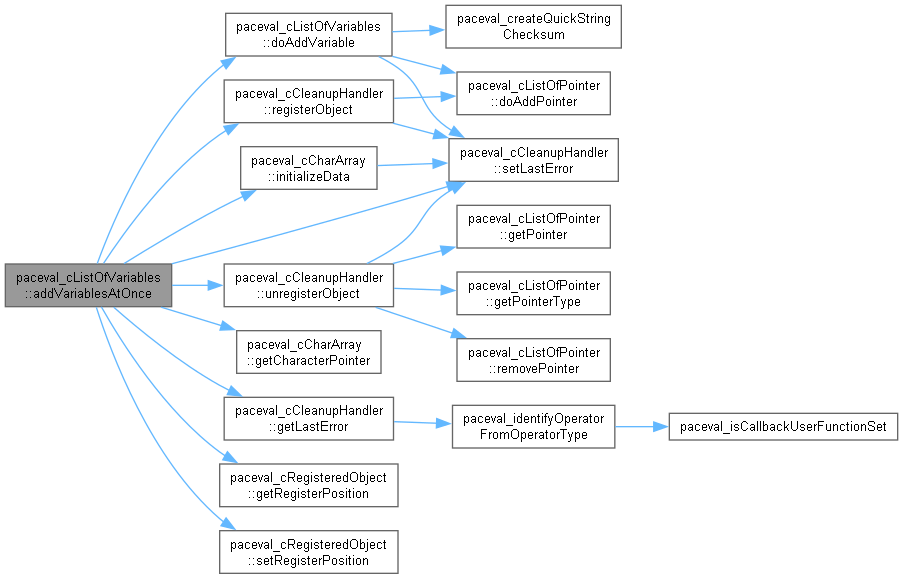 paceval_cListOfVariables
::addVariablesAtOnce
paceval_cListOfVariables
::doAddVariable
paceval_cCleanupHandler
::registerObject
paceval_cCharArray
::initializeData
paceval_cCleanupHandler
::unregisterObject
paceval_cCharArray
::getCharacterPointer
paceval_cCleanupHandler
::getLastError
paceval_cRegisteredObject
::getRegisterPosition
paceval_cRegisteredObject
::setRegisterPosition
paceval_createQuickString
Checksum
paceval_cListOfPointer
::doAddPointer
paceval_cCleanupHandler
::setLastError
paceval_cListOfPointer
::getPointer
paceval_cListOfPointer
::getPointerType
paceval_cListOfPointer
::removePointer
paceval_identifyOperator
FromOperatorType
paceval_isCallbackUserFunctionSet